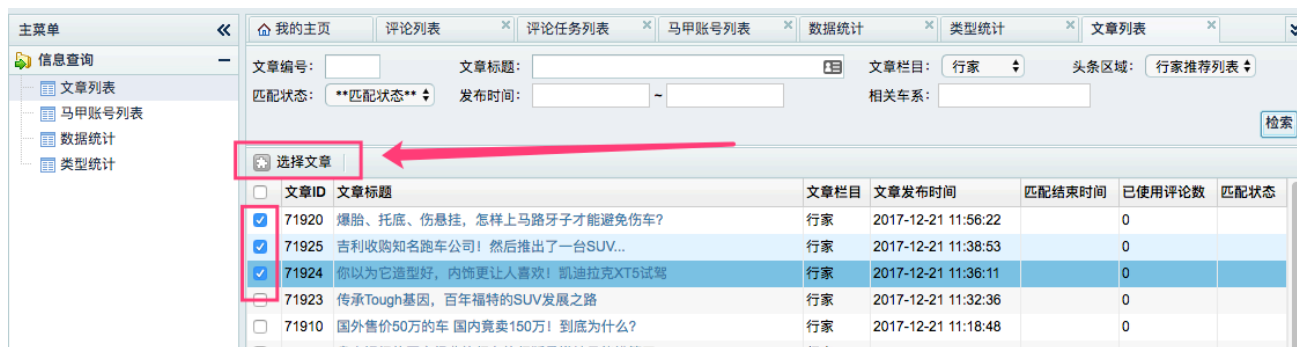 主菜单
信息查询
文章列表
马甲账号列表
数据统计
类型统计
我的主页 评论列表 评论任务列表 马甲账号列表 数据统计 类型统计 文章列表
文章编号: 文章标题: 文章栏目: 行家 头条区域: 行家推荐列表
匹配状态: **匹配状态** 发布时间: ~ 相关车系:
检索
选择文章
文章ID 文章标题 文章栏目 文章发布时间 匹配结束时间 已使用评论数 匹配状态
71920 爆胎、托底、伤悬挂，怎样上马路牙子才能避免伤车? 行家 2017-12-21 11:56:22 0
71925 吉利收购知名跑车公司！然后推出了一台SUV... 行家 2017-12-21 11:38:53 0
71924 你以为它造型好，内饰更让人喜欢！凯迪拉克XT5试驾 行家 2017-12-21 11:36:11 0
71923 传承Tough基因，百年福特的SUV发展之路 行家 2017-12-21 11:32:36 0
71910 国外售价50万的车 国内竟卖150万！到底为什么? 行家 2017-12-21 11:18:48 0